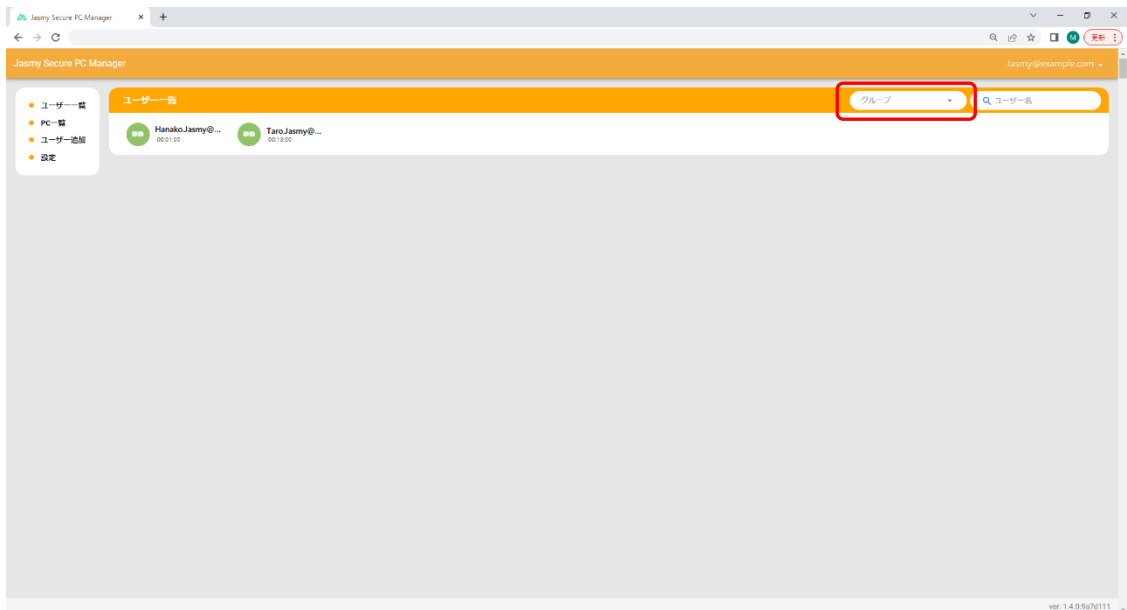 Jasmy Secure PC Manager
M
更新
Jasmy Secure PC Manager
Jasmy@example.com
ユーザー一覧
PC一覧
ユーザー追加
設定
ユーザー一覧
グループ
ユーザー名
Hanako.Jasmy@...
00:01:00
Taro.Jasmy@...
00:13:00
ver: 1.4.0.9a7d111